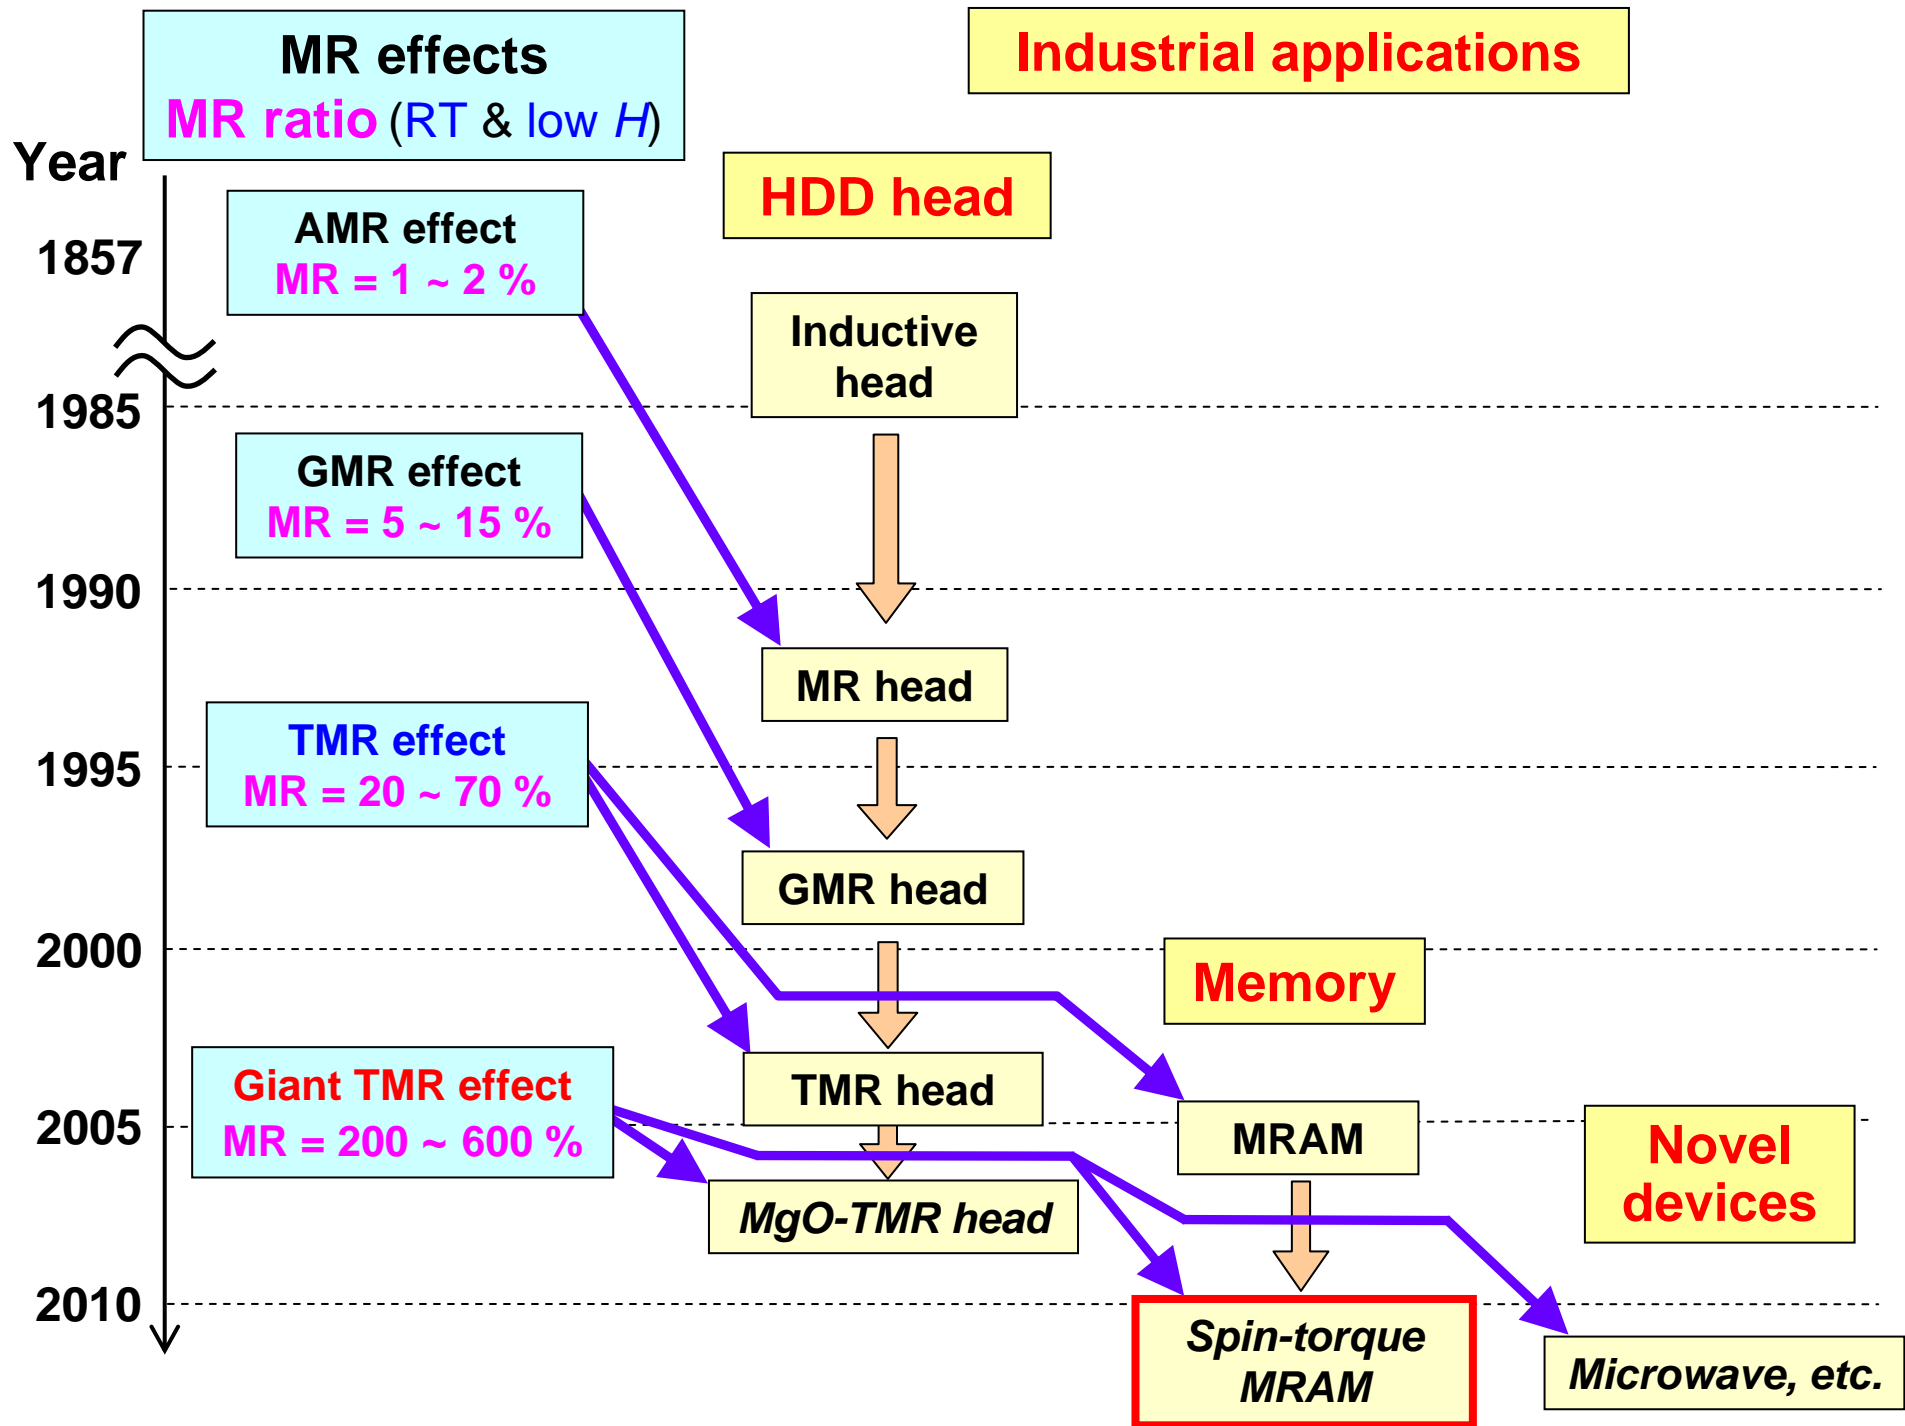 MR effects
MR ratio (RT & low H)
Industrial applications
Year
HDD head
1857
AMR effect
MR = 1 ~ 2 %
Inductive
head
1985
GMR effect
MR = 5 ~ 15 %
1990
MR head
TMR effect
MR = 20 ~ 70 %
1995
GMR head
2000
Memory
Giant TMR effect
MR = 200 ~ 600 %
TMR head
2005
MRAM
Novel
devices
MgO-TMR head
2010
Spin-torque
MRAM
Microwave, etc.